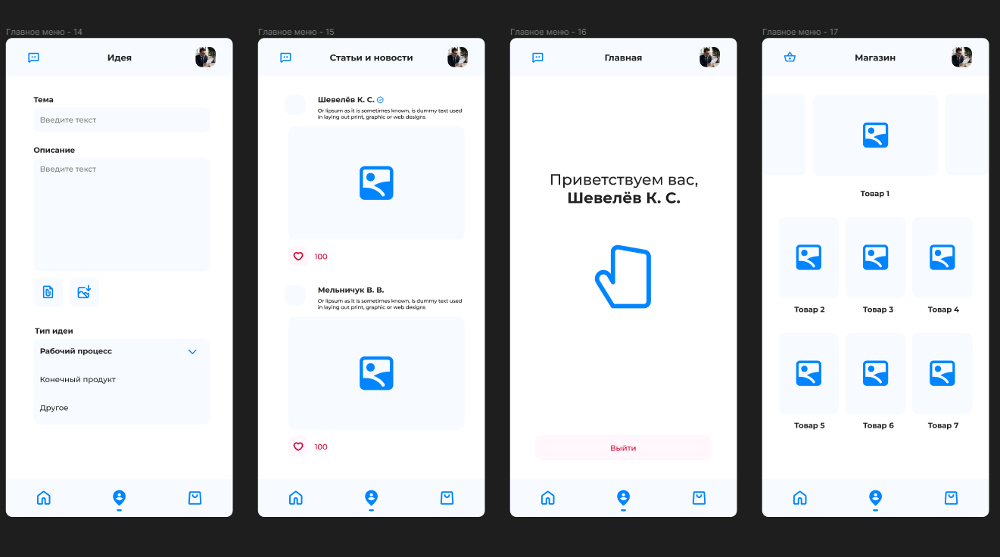 Главное меню - 14
Идея
Тема
Введите текст
Описание
Введите текст
Тип идеи
Рабочий процесс
Конечный продукт
Другое
Главное меню - 15
Статьи и новости
Шевелёв К. С.
Or lipsum as it is sometimes known, is dummy text used
in laying out print, graphic or web designs
100
Мельничук В. В.
Or lipsum as it is sometimes known, is dummy text used
in laying out print, graphic or web designs
100
Главное меню - 16
Главная
Приветствуем вас,
Шевелёв К. С.
Выйти
Главное меню - 17
Магазин
Товар 1
Товар 2 Товар 3 Товар 4
Товар 5 Товар 6 Товар 7